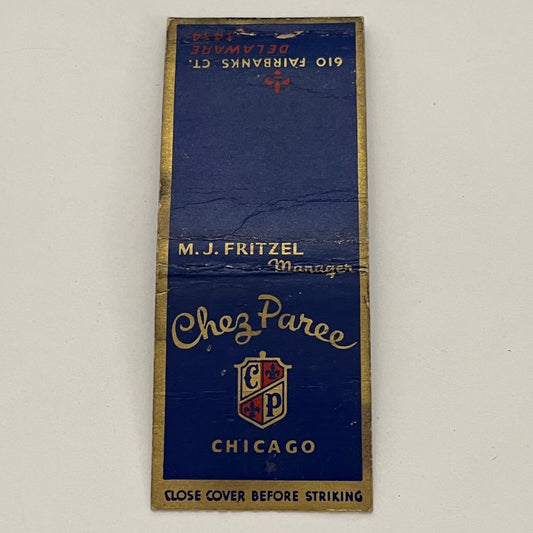 610 FAIRBANKS CT.
DELAWARE
3434
M.J. FRITZEL
Manager
Chez Paree
C
P
CHICAGO
CLOSE COVER BEFORE STRIKING